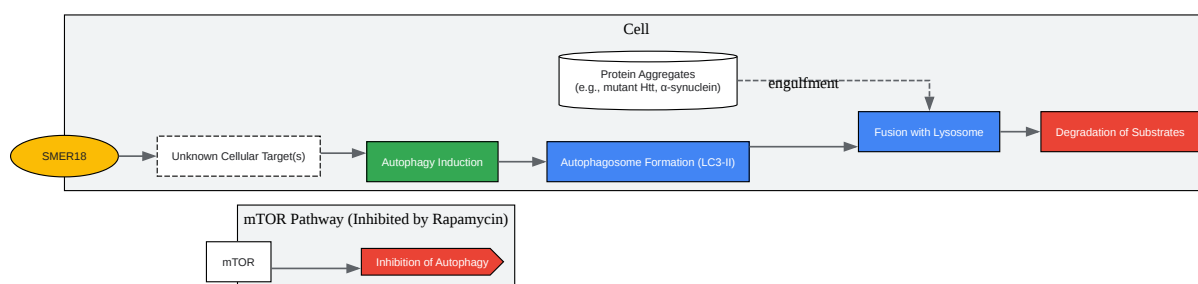 Cell
Protein Aggregates
(e.g., mutant Htt, α-synuclein)
engulfment
Fusion with Lysosome
Degradation of Substrates
SMER18
Unknown Cellular Target(s)
Autophagy Induction
Autophagosome Formation (LC3-II)
mTOR Pathway (Inhibited by Rapamycin)
mTOR
Inhibition of Autophagy